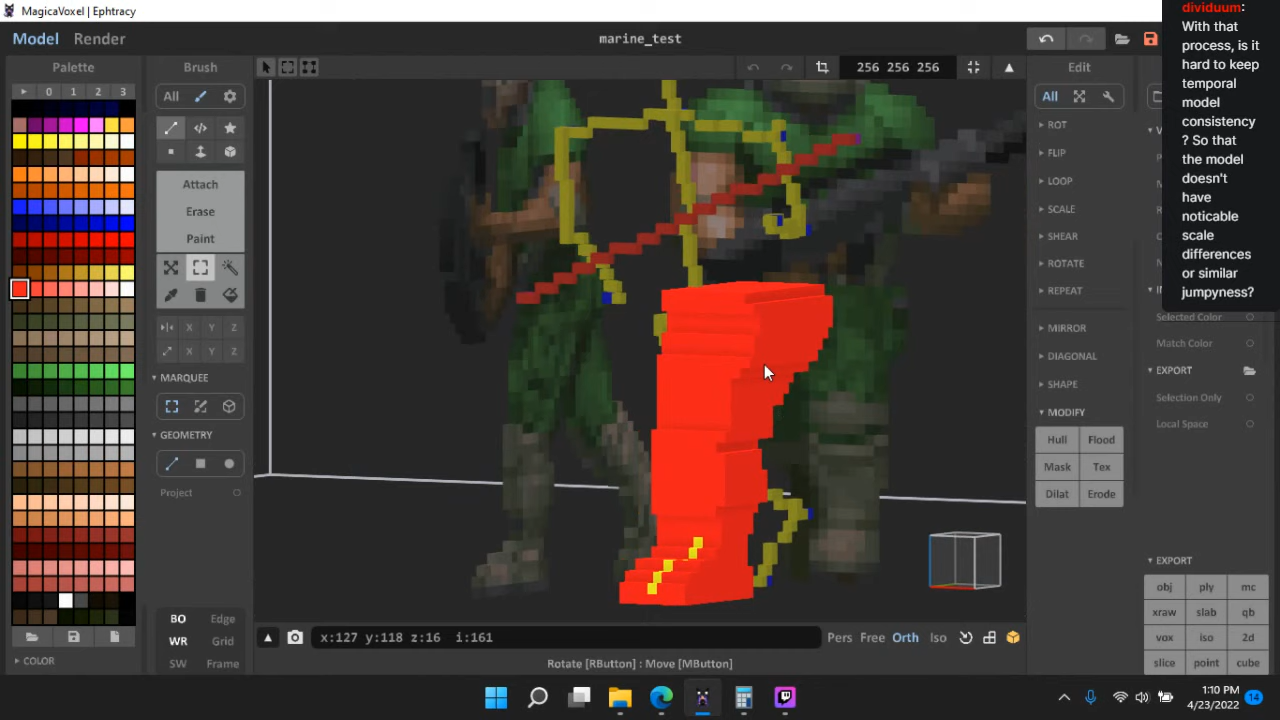 MagicaVoxel @ Ephtracy
Model Render
marine_test
dividuum:
With that
process, is it
hard to keep
temporal
model
consistency
? So that
the model
doesn't
have
noticable
scale
differences
or similar
jumpyness?
Palette
0 1 2 3
COLOR
Brush
All
Attach
Erase
Paint
X Y Z
X Y Z
MARQUEE
GEOMETRY
Project
BO Edge
WR Grid
SW Frame
256 256 256
Edit
All
ROT
FLIP
LOOP
SCALE
SHEAR
ROTATE
REPEAT
MIRROR
DIAGONAL
SHAPE
MODIFY
Hull Flood
Mask Tex
Dilat Erode
Selected Color
Match Color
EXPORT
Selection Only
Local Space
EXPORT
obj ply mc
xraw slab qb
vox iso 2d
slice point cube
x:127 y:118 z:16 i:161
Pers Free Orth Iso
Rotate [RButton] : Move [MButton]
1:10 PM
4/23/2022
14